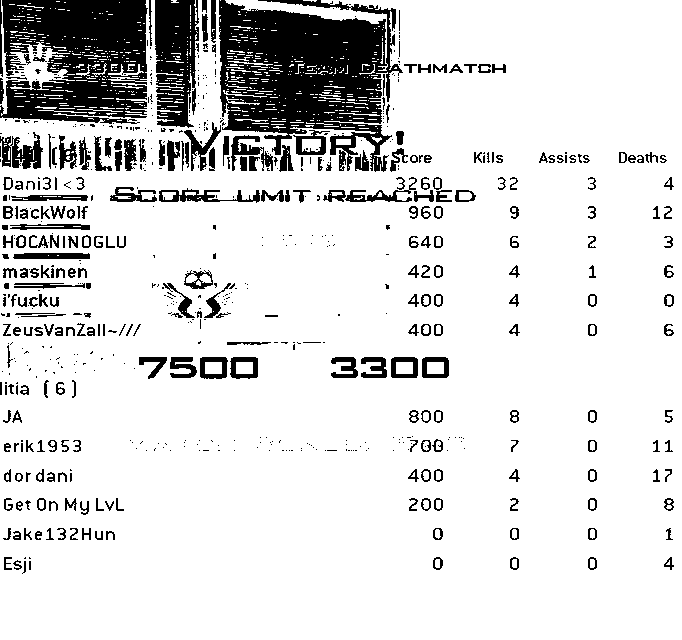 3300 TEAM DEATHMATCH
VICTORY!
Score Kills Assists Deaths
Dani3l<3 3260 32 3 4
SCORE LIMIT REACHED
BlackWolf 960 9 3 12
HOCANINOGLU 640 6 2 3
maskinen 420 4 1 6
i'fucku 400 4 0 0
ZeusVanZall~/// 400 4 0 6
7500 3300
litia (6)
JA 800 8 0 5
erik1953 700 7 0 11
dor dani 400 4 0 17
Get On My LvL 200 2 0 8
Jake132Hun 0 0 0 1
Esji 0 0 0 4